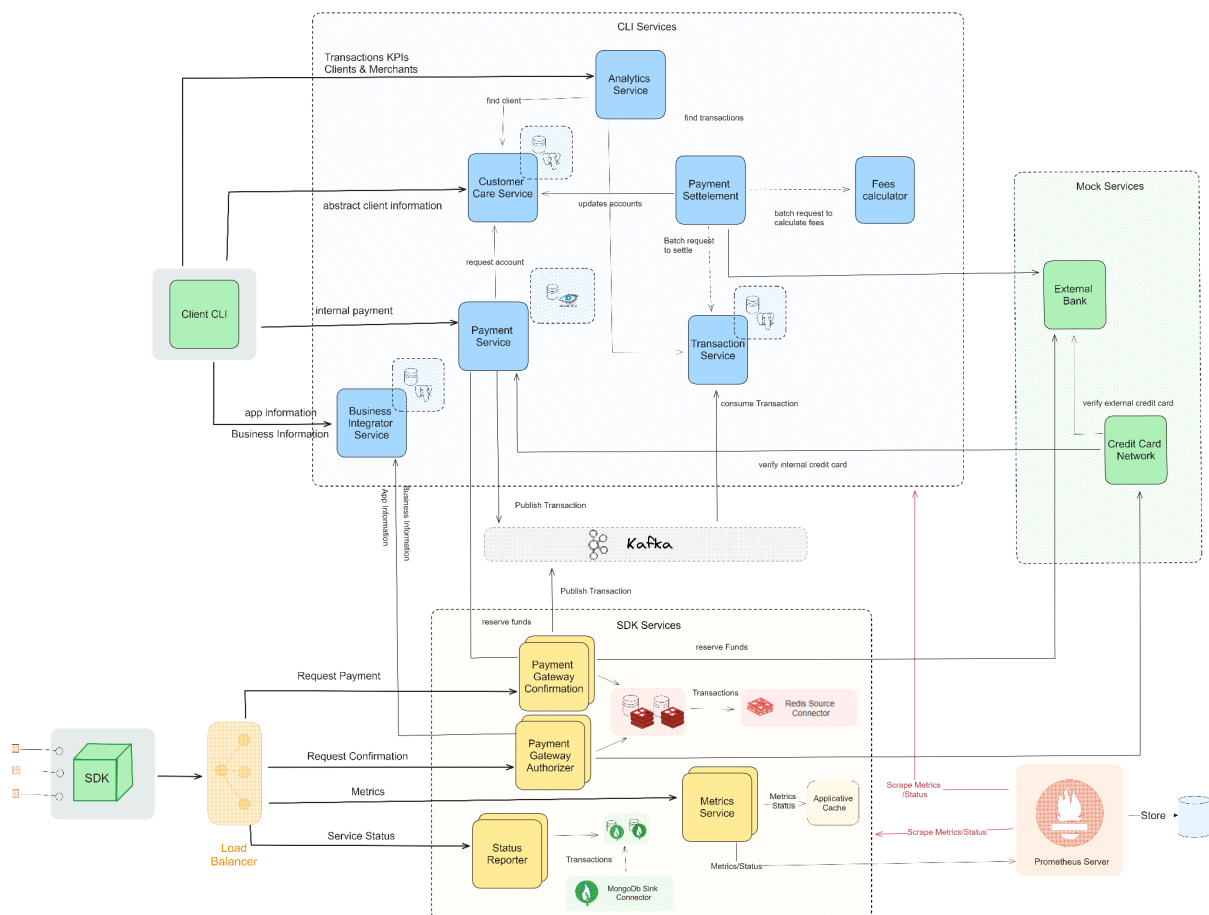 CLI Services
Transactions KPIs
Clients & Merchants
Analytics
Service
find client
find transactions
Customer
Care Service
Payment
Settelement
Fees
calculator
Mock Services
abstract client information
updates accounts
batch request to
calculate fees
Batch request
to settle
request account
External
Bank
Client CLI
internal payment
Payment
Service
Transaction
Service
app information
Business Information
Business
Integrator
Service
consume Transaction
verify external credit card
Credit Card
Network
verify internal credit card
App Information
Business Information
Publish Transaction
Kafka
Publish Transaction
reserve funds
SDK Services
reserve Funds
Request Payment
Payment
Gateway
Confirmation
Transactions
Redis Source
Connector
SDK
Request Confirmation
Payment
Gateway
Authorizer
Metrics
Metrics
Service
Metrics
Status
Applicative
Cache
Scrape Metrics
/Status
Store
Service Status
Scrape Metrics/Status
Load
Balancer
Status
Reporter
Transactions
Metrics/Status
Prometheus Server
MongoDb Sink
Connector